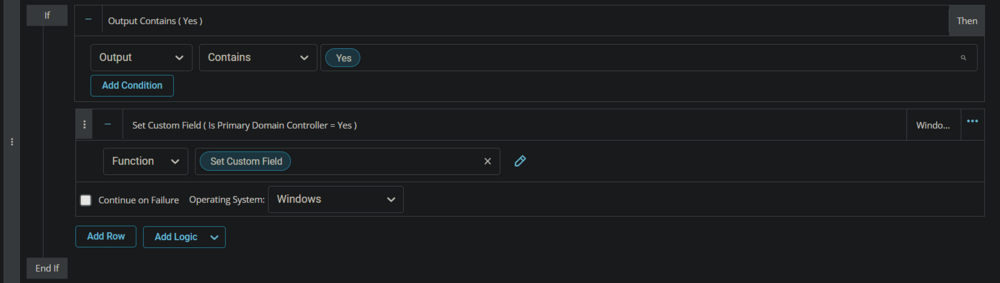 If
Output Contains ( Yes )
Then
Output
Contains
Yes
Add Condition
Set Custom Field ( Is Primary Domain Controller = Yes )
Windo...
Function
Set Custom Field
Continue on Failure
Operating System:
Windows
Add Row
Add Logic
End If